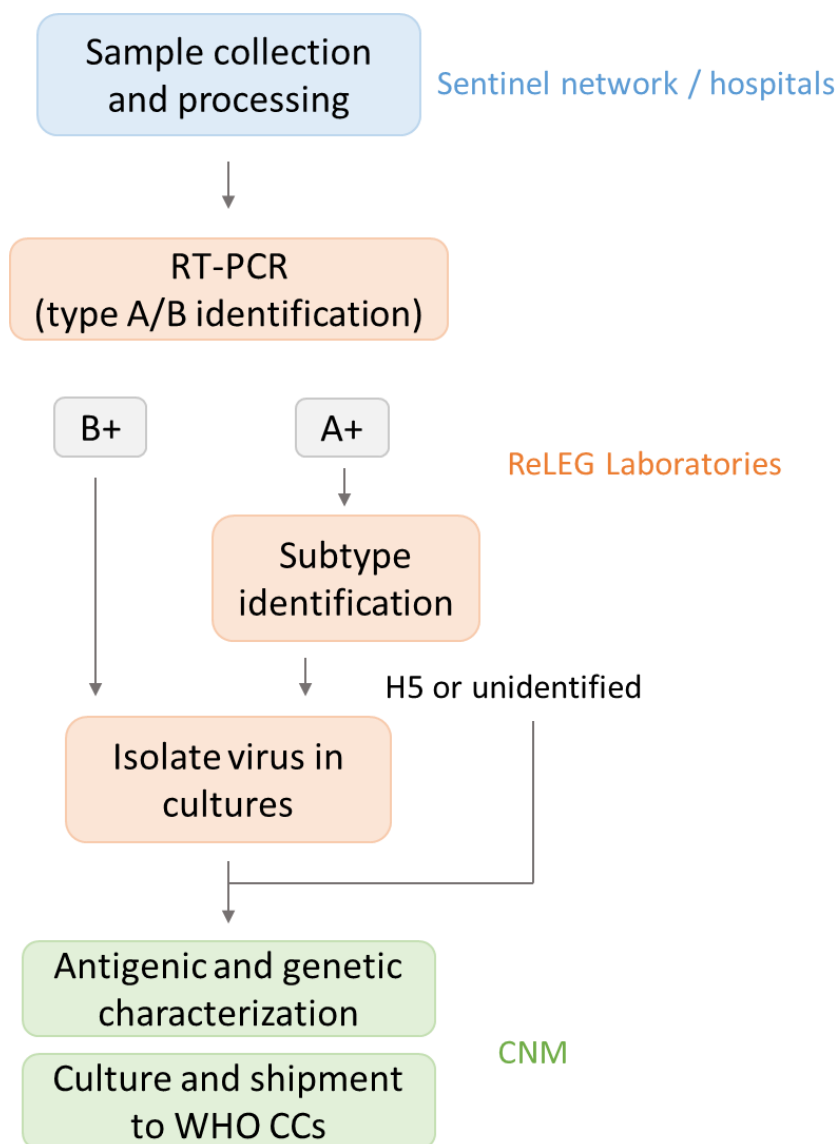 Sample collection
and processing
Sentinel network / hospitals
RT-PCR
(type A/B identification)
B+
A+
ReLEG Laboratories
Subtype
identification
H5 or unidentified
Isolate virus in
cultures
Antigenic and genetic
characterization
CNM
Culture and shipment
to WHO CCs